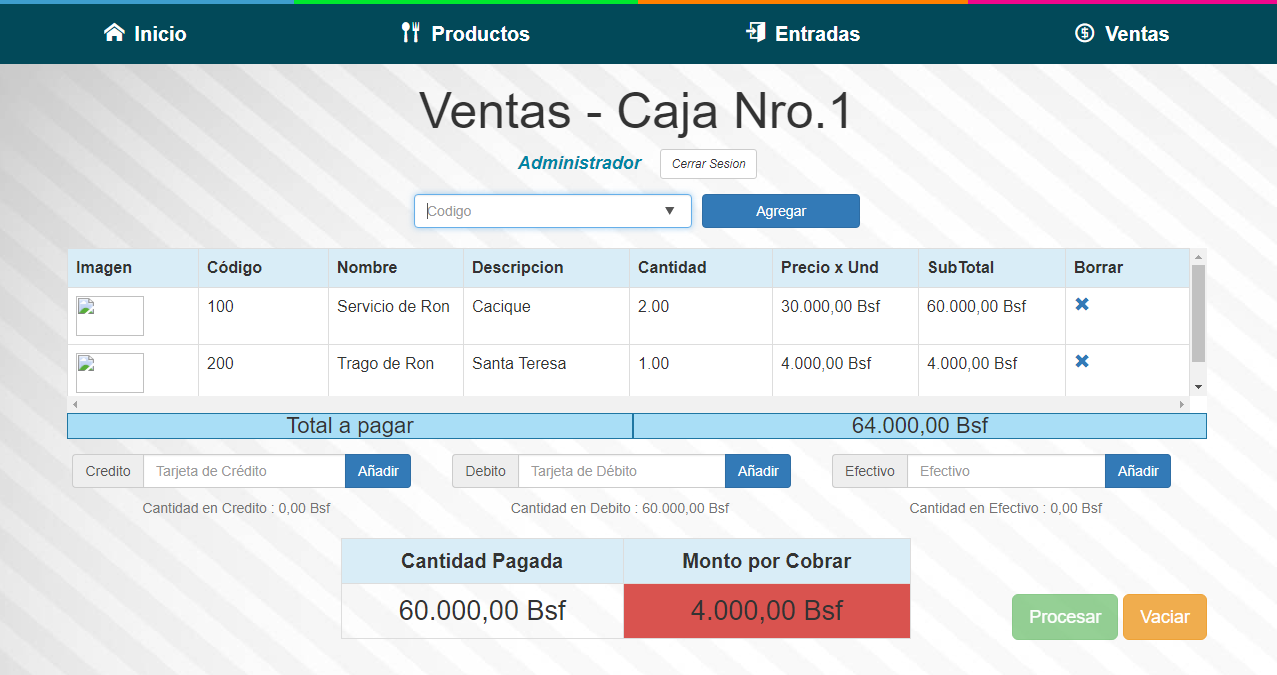 Inicio Productos Entradas Ventas
Ventas - Caja Nro.1
Administrador Cerrar Sesion
Codigo Agregar
Imagen Código Nombre Descripcion Cantidad Precio x Und SubTotal Borrar
100 Servicio de Ron Cacique 2.00 30.000,00 Bsf 60.000,00 Bsf
200 Trago de Ron Santa Teresa 1.00 4.000,00 Bsf 4.000,00 Bsf
Total a pagar 64.000,00 Bsf
Credito Tarjeta de Crédito Añadir Debito Tarjeta de Débito Añadir Efectivo Efectivo Añadir
Cantidad en Credito : 0,00 Bsf Cantidad en Debito : 60.000,00 Bsf Cantidad en Efectivo : 0,00 Bsf
Cantidad Pagada Monto por Cobrar
60.000,00 Bsf 4.000,00 Bsf
Procesar Vaciar